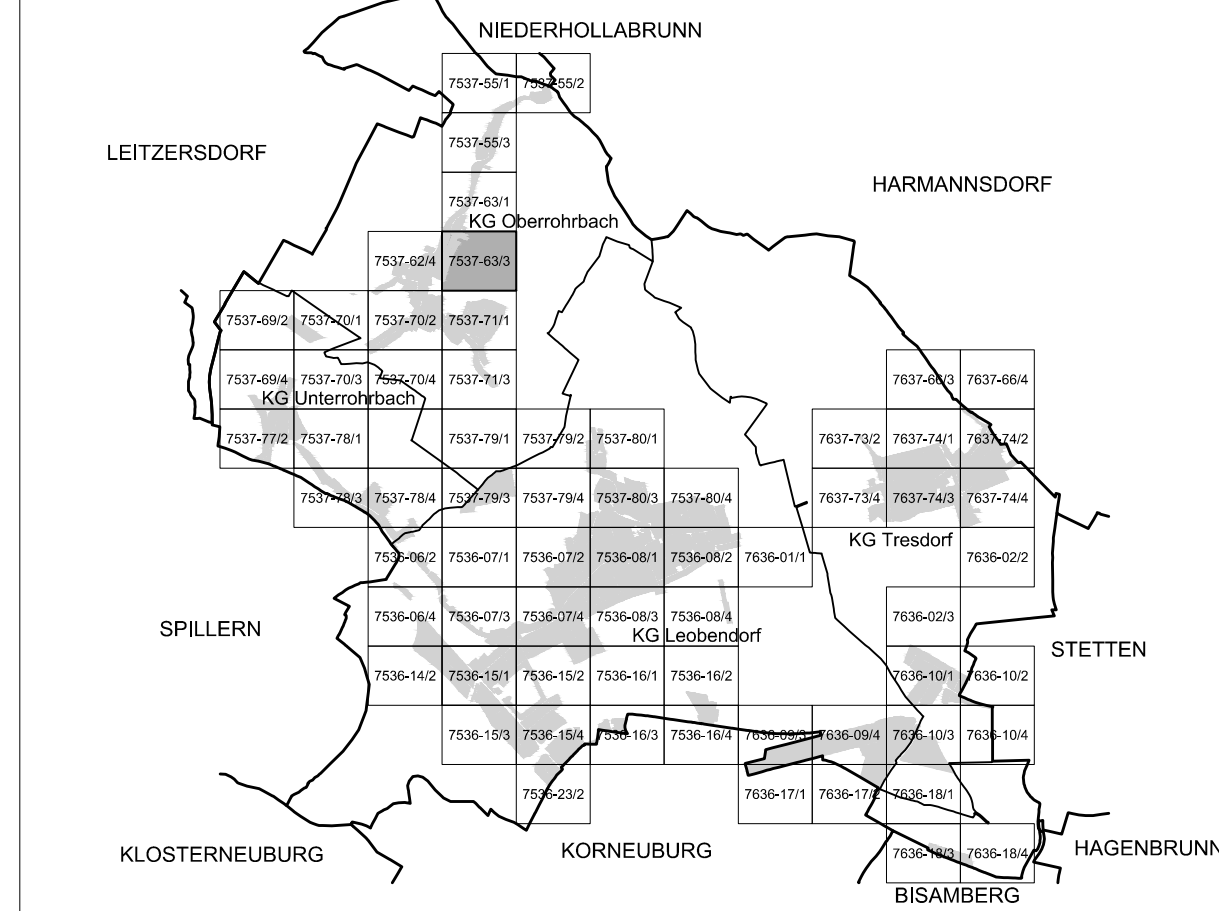 NIEDERHOLLABRUNN
7537-55/1 7537-55/2
7537-55/3
LEITZERSDORF
HARMANNSDORF
7537-63/1
KG Oberrohrbach
7537-62/4 7537-63/3
7537-69/2 7537-70/1 7537-70/2 7537-71/1
7537-69/4 7537-70/3 7537-70/4 7537-71/3 7637-66/3 7637-66/4
KG Unterrohrbach
7537-77/2 7537-78/1 7537-79/1 7537-79/2 7537-80/1 7637-73/2 7637-74/1 7637-74/2
7537-78/3 7537-78/4 7537-79/3 7537-79/4 7537-80/3 7537-80/4 7637-73/4 7637-74/3 7637-74/4
KG Tresdorf
7536-06/2 7536-07/1 7536-07/2 7536-08/1 7536-08/2 7636-01/1 7636-02/2
7536-06/4 7536-07/3 7536-07/4 7536-08/3 7536-08/4 7636-02/3
SPILLERN
KG Leobendorf
STETTEN
7536-14/2 7536-15/1 7536-15/2 7536-16/1 7536-16/2 7636-10/1 7636-10/2
7536-15/3 7536-15/4 7536-16/3 7536-16/4 7636-09/3 7636-09/4 7636-10/3 7636-10/4
7536-23/2 7636-17/1 7636-17/2 7636-18/1
KLOSTERNEUBURG
KORNEUBURG
7636-18/3 7636-18/4
HAGENBRUNN
BISAMBERG